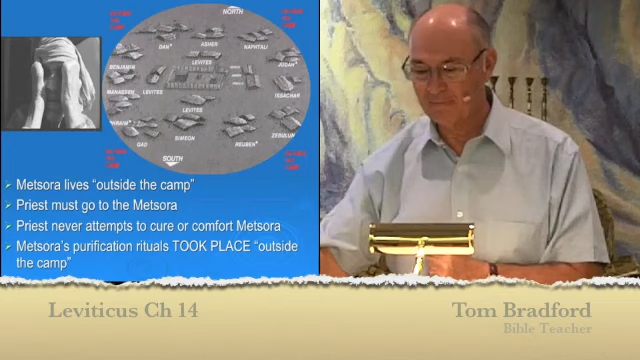 NORTH
DAN*
ASHER
NAPHTALI
BENJAMIN
LEVITES
JUDAH*
MANASSEH
LEVITES
ISSACHAR
LEVITES
GAD
SIMEON
REUBEN*
ZEBULUN
SOUTH
Metsora lives “outside the camp”
Priest must go to the Metsora
Priest never attempts to cure or comfort Metsora
Metsora’s purification rituals TOOK PLACE “outside
the camp”
Leviticus Ch 14
Tom Bradford
Bible Teacher